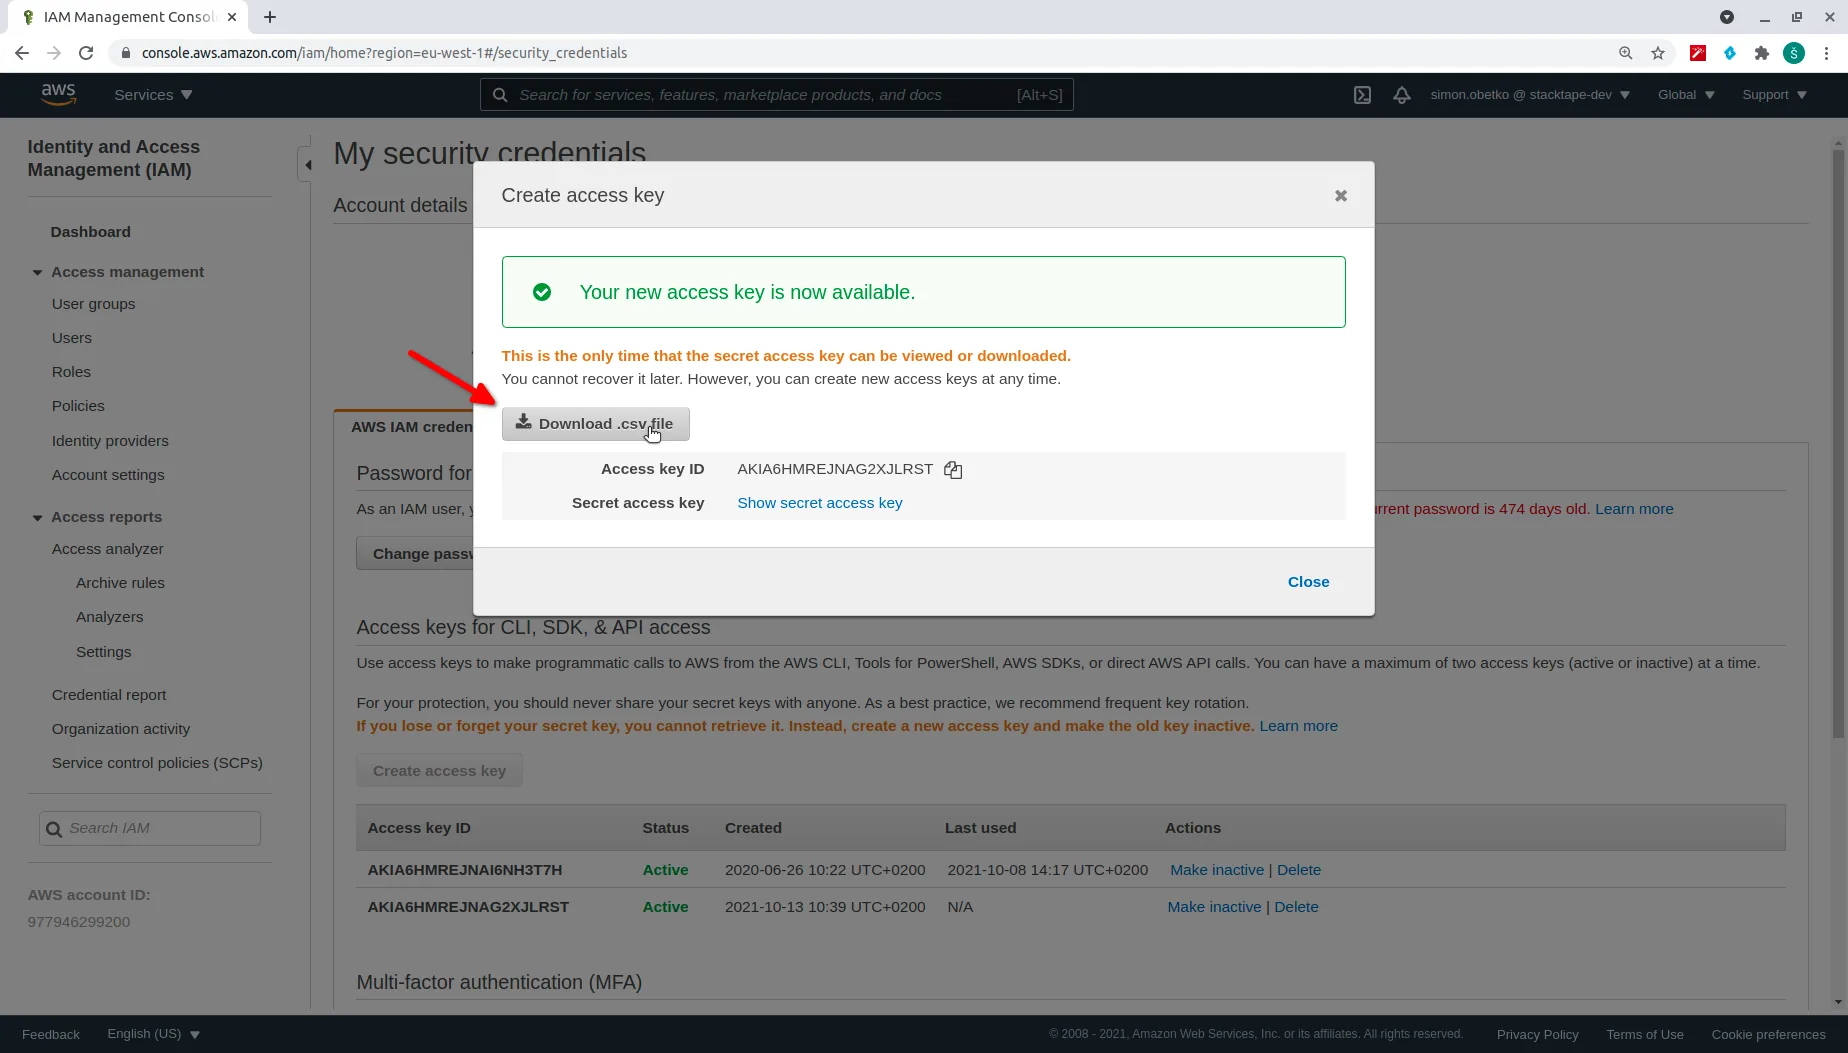 IAM Management Consol
console.aws.amazon.com/iam/home?region=eu-west-1#/security_credentials
Š
aws
Services
Search for services, features, marketplace products, and docs
[Alt+S]
simon.obetko @ stacktape-dev
Global
Support
Identity and Access
Management (IAM)
Dashboard
Access management
User groups
Users
Roles
Policies
Identity providers
Account settings
Access reports
Access analyzer
Archive rules
Analyzers
Settings
Credential report
Organization activity
Service control policies (SCPs)
Search IAM
AWS account ID:
977946299200
My security credentials
Account details
AWS IAM creden
Password for
As an IAM user,
urrent password is 474 days old. Learn more
Change passw
Create access key
Your new access key is now available.
This is the only time that the secret access key can be viewed or downloaded.
You cannot recover it later. However, you can create new access keys at any time.
Download .csv file
Access key ID AKIA6HMREJNAG2XJLRST
Secret access key Show secret access key
Close
Access keys for CLI, SDK, & API access
Use access keys to make programmatic calls to AWS from the AWS CLI, Tools for PowerShell, AWS SDKs, or direct AWS API calls. You can have a maximum of two access keys (active or inactive) at a time.
For your protection, you should never share your secret keys with anyone. As a best practice, we recommend frequent key rotation.
If you lose or forget your secret key, you cannot retrieve it. Instead, create a new access key and make the old key inactive. Learn more
Create access key
Access key ID Status Created Last used Actions
AKIA6HMREJNAI6NH3T7H Active 2020-06-26 10:22 UTC+0200 2021-10-08 14:17 UTC+0200 Make inactive | Delete
AKIA6HMREJNAG2XJLRST Active 2021-10-13 10:39 UTC+0200 N/A Make inactive | Delete
Multi-factor authentication (MFA)
Feedback English (US) © 2008 - 2021, Amazon Web Services, Inc. or its affiliates. All rights reserved. Privacy Policy Terms of Use Cookie preferences